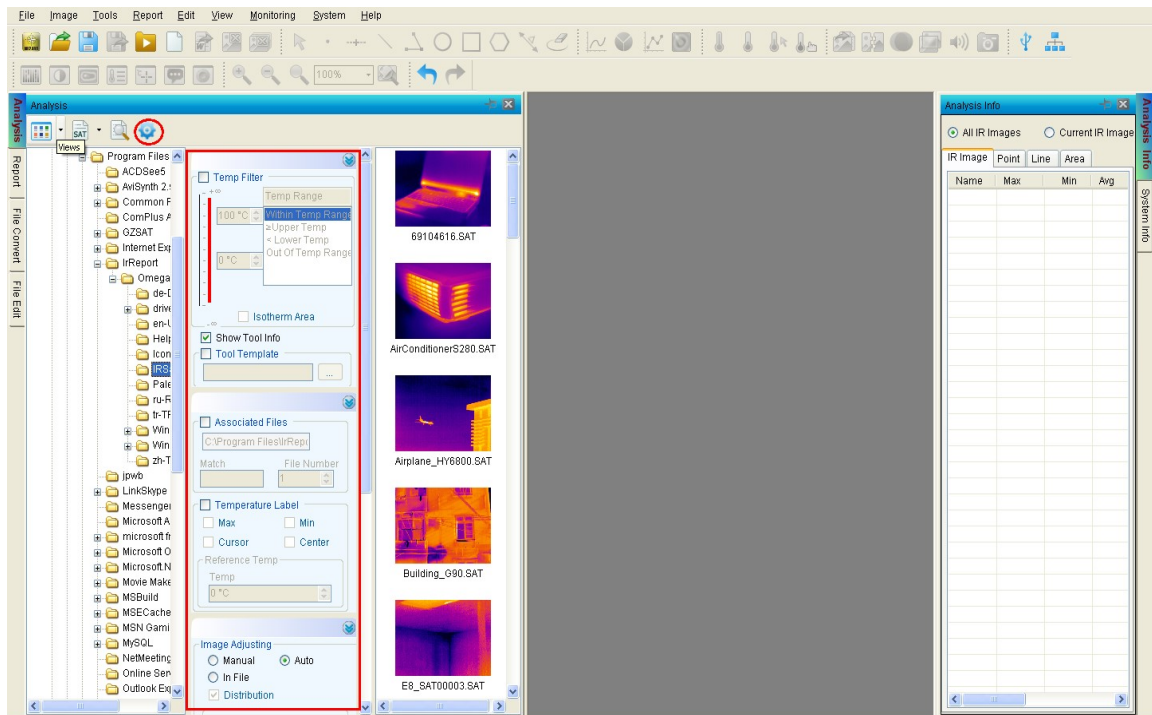 File Image Tools Report Edit View Monitoring System Help
100%
Analysis
SAT
Views
Analysis
Report
File Convert
File Edit
Program Files
ACDSee5
AviSynth 2.
Common F
ComPlus A
GZSAT
Internet Exp
IrReport
Omega
de-D
drive
en-U
Help
Icon
IRS
Pale
ru-R
tr-TF
Win
Win
zh-T
jpwb
LinkSkype
Messenger
Microsoft A
microsoft fr
Microsoft O
Microsoft.N
Movie Make
MSBuild
MSECache
MSN Gami
MySQL
NetMeeting
Online Serv
Outlook Exp
Temp Filter
+∞
Temp Range
100 °C
Within Temp Range
≥Upper Temp
< Lower Temp
Out Of Temp Range
0 °C
-∞
Isotherm Area
Show Tool Info
Tool Template
...
Associated Files
C:\Program Files\IrRepo
Match File Number
1
Temperature Label
Max Min
Cursor Center
Reference Temp
Temp
0 °C
Image Adjusting
Manual Auto
In File
Distribution
69104616.SAT
AirConditionerS280.SAT
Airplane_HY6800.SAT
Building_G90.SAT
E8_SAT00003.SAT
Analysis Info
All IR Images Current IR Image
IR Image Point Line Area
Name Max Min Avg
Analysis Info
System Info